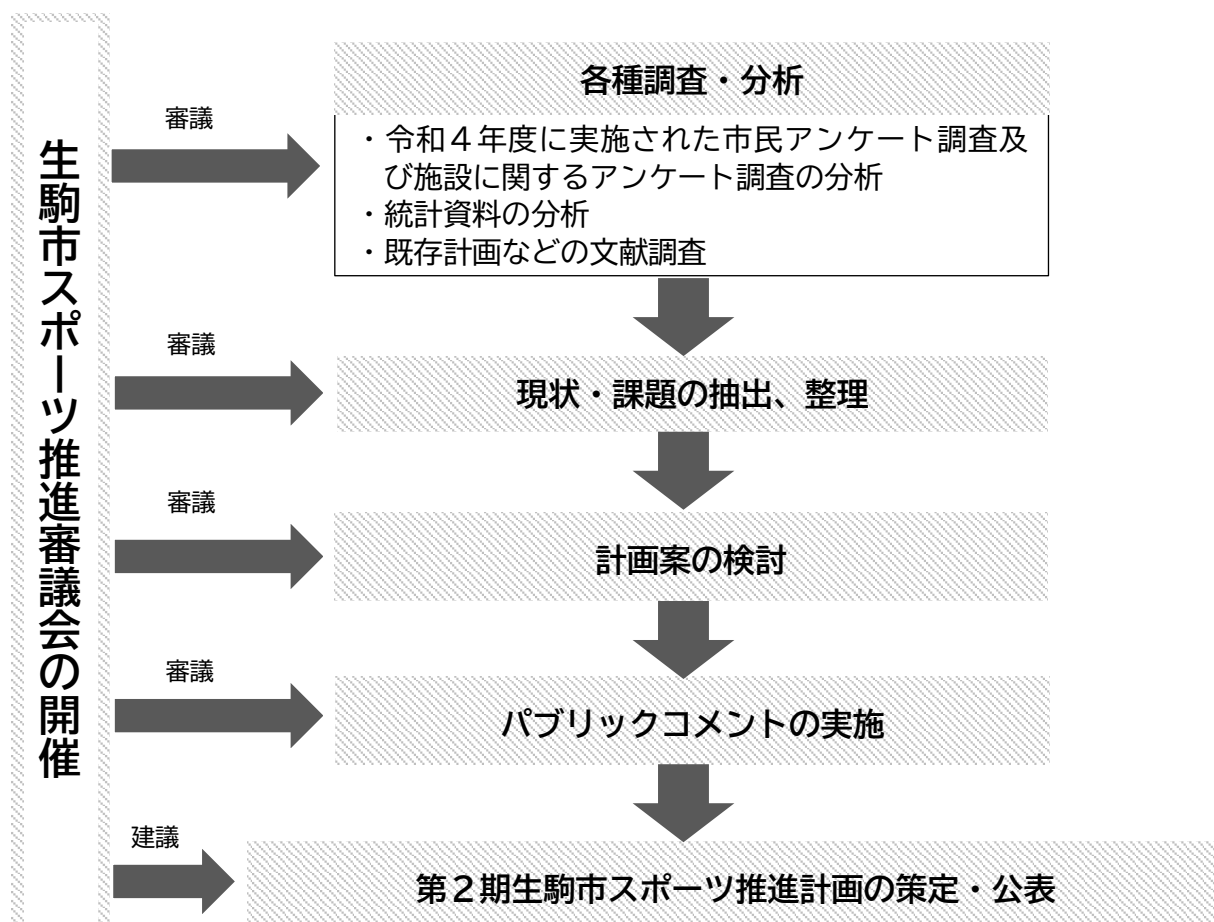 生駒市スポーツ推進審議会の開催
審議
各種調査・分析
・令和４年度に実施された市民アンケート調査及
び施設に関するアンケート調査の分析
・統計資料の分析
・既存計画などの文献調査
審議
現状・課題の抽出、整理
審議
計画案の検討
審議
パブリックコメントの実施
建議
第２期生駒市スポーツ推進計画の策定・公表